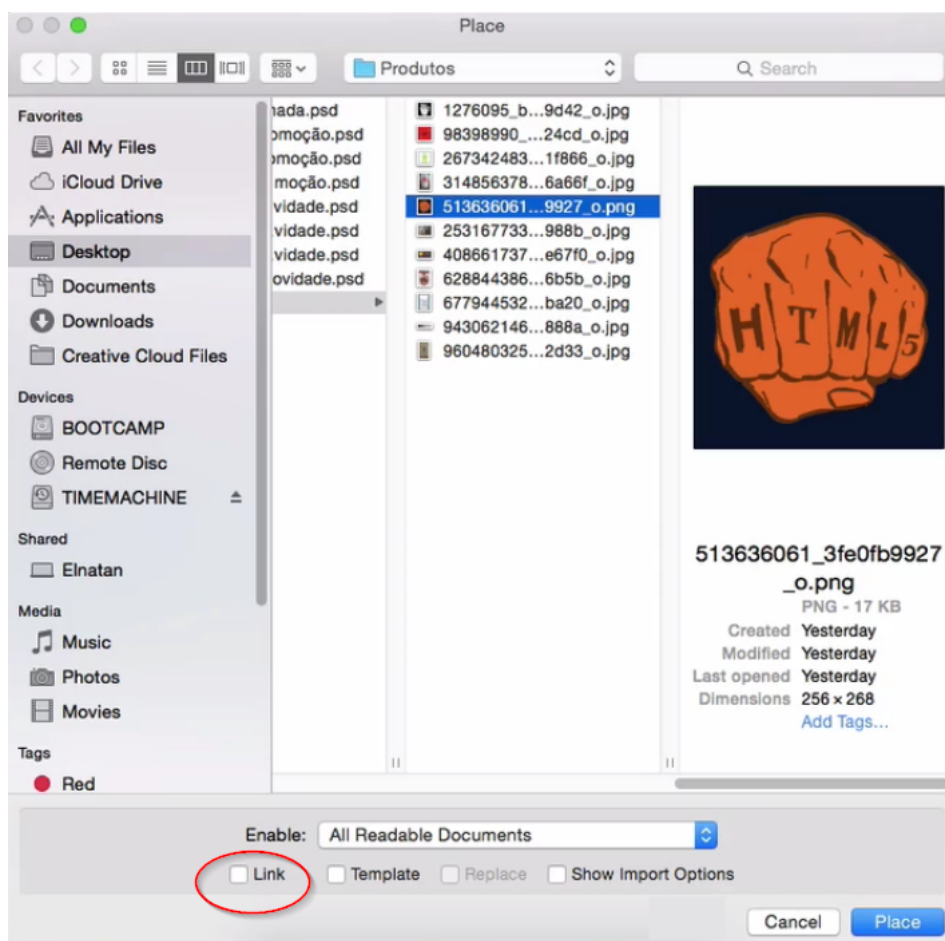 Place
Produtos
Search
Favorites
All My Files
iCloud Drive
Applications
Desktop
Documents
Downloads
Creative Cloud Files
Devices
BOOTCAMP
Remote Disc
TIMEMACHINE
Shared
Elnatan
Media
Music
Photos
Movies
Tags
Red
nada.psd
omoção.psd
omoção.psd
moção.psd
vidade.psd
vidade.psd
vidade.psd
ovidade.psd
1276095_b...9d42_o.jpg
98398990_...24cd_o.jpg
267342483...1f866_o.jpg
314856378...6a66f_o.jpg
513636061...9927_o.png
253167733...988b_o.jpg
408661737...e67f0_o.jpg
628844386...6b5b_o.jpg
677944532...ba20_o.jpg
943062146...888a_o.jpg
960480325...2d33_o.jpg
HTML5
513636061_3fe0fb9927
_o.png
PNG - 17 KB
Created Yesterday
Modified Yesterday
Last opened Yesterday
Dimensions 256 × 268
Add Tags...
Enable: All Readable Documents
Link Template Replace Show Import Options
Cancel Place